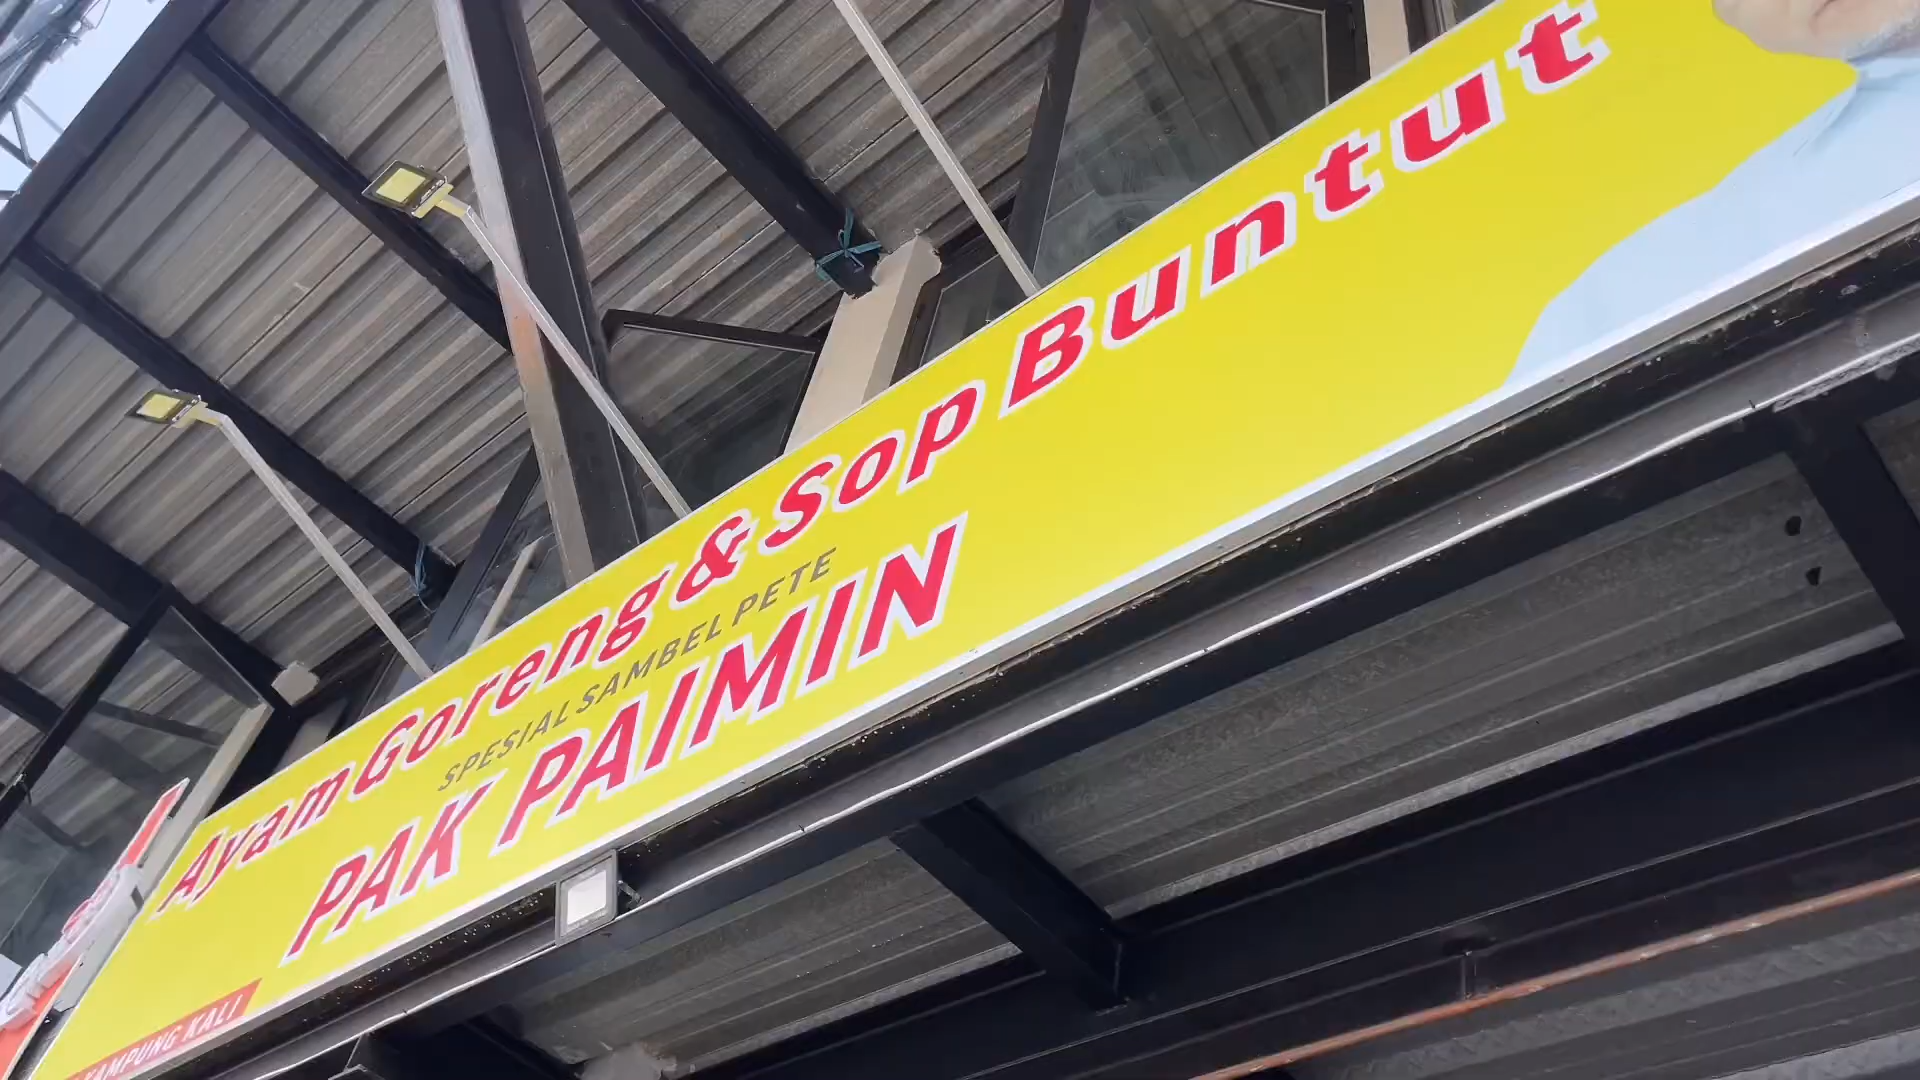 Ayam Goreng & Sop Buntut
SPESIAL SAMBEL PETE
PAK PAIMIN
KAMPUNG KALI